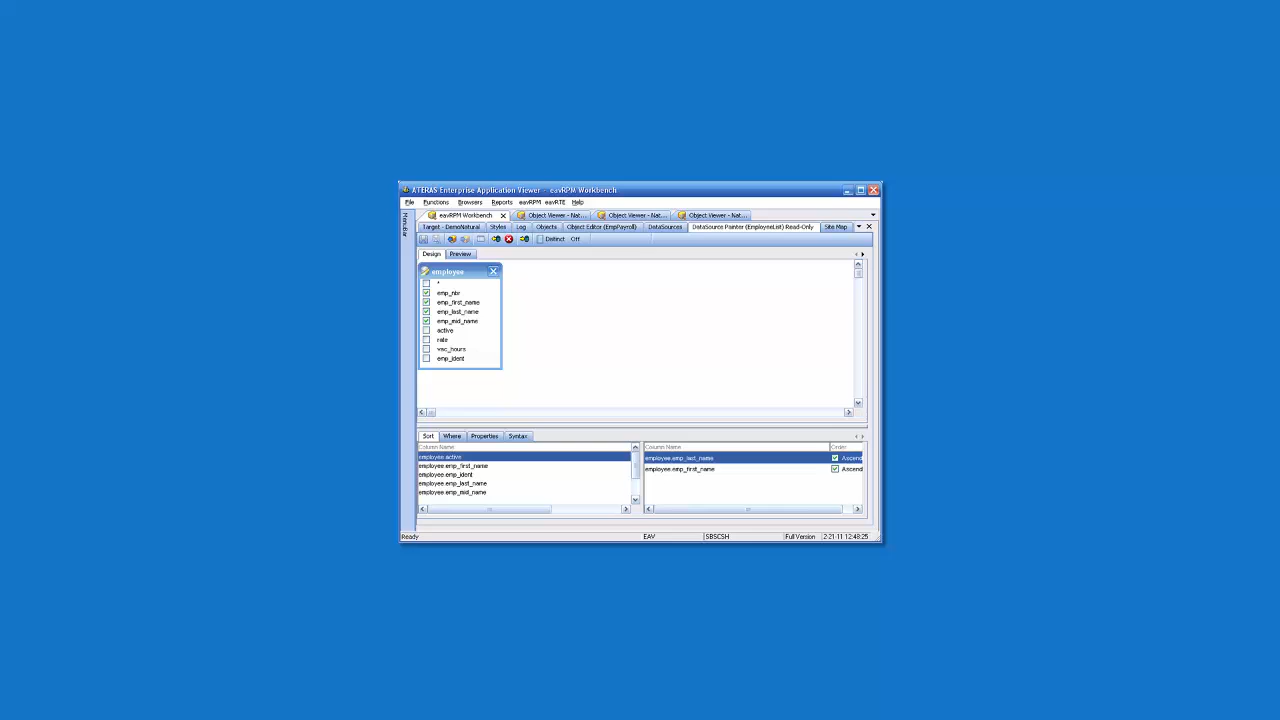 ATERAS Enterprise Application Viewer - eavRPM Workbench
File Functions Browsers Reports eavRPM eavRTE Help
Menu Bar
eavRPM Workbench Object Viewer - Nat... Object Viewer - Nat... Object Viewer - Nat...
Target - DemoNatural Styles Log Objects Object Editor (EmpPayroll) DataSources DataSource Painter (EmployeeList) Read-Only Site Map
Distinct Off
Design Preview
employee
*
emp_nbr
emp_first_name
emp_last_name
emp_mid_name
active
rate
vac_hours
emp_ident
Sort Where Properties Syntax
Column Name Column Name Order
employee.active
employee.emp_first_name
employee.emp_ident
employee.emp_last_name
employee.emp_mid_name
employee.emp_last_name Ascend
employee.emp_first_name Ascend
Ready EAV SBSCSH Full Version 2-21-11 12:48:25